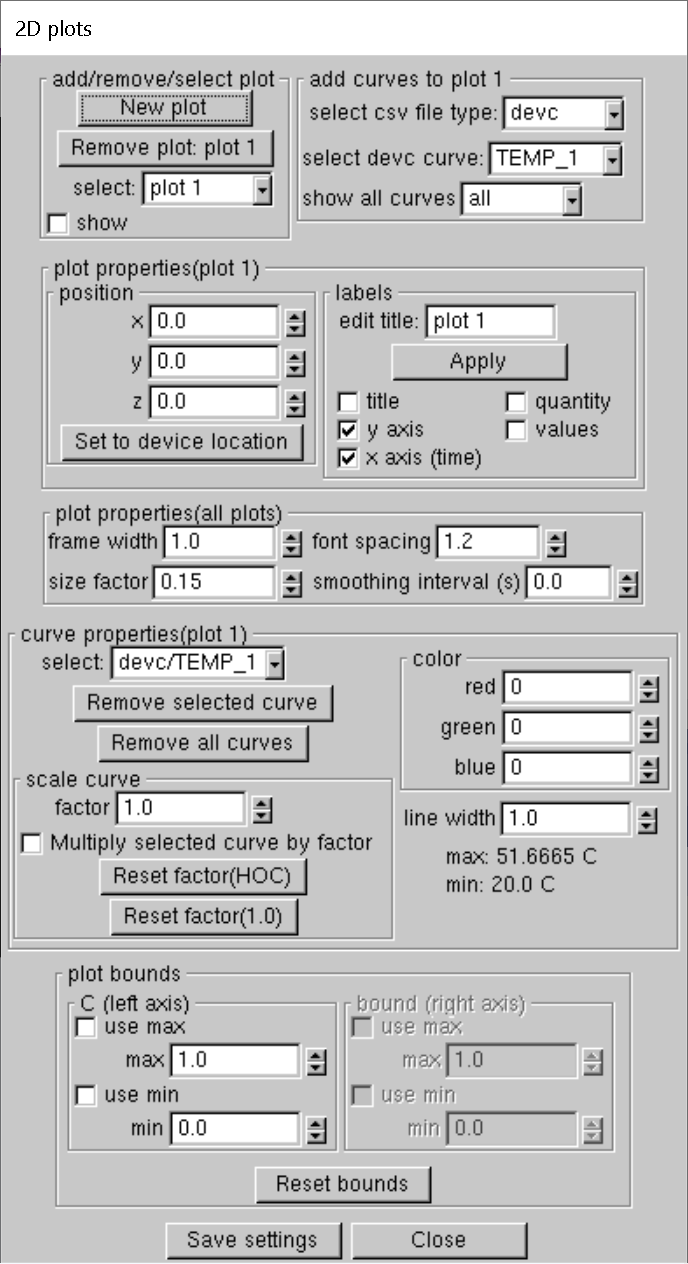 2D plots
add/remove/select plot
New plot
Remove plot: plot 1
select: plot 1
show
add curves to plot 1
select csv file type: devc
select devc curve: TEMP_1
show all curves all
plot properties(plot 1)
position
x 0.0
y 0.0
z 0.0
Set to device location
labels
edit title: plot 1
Apply
title
quantity
y axis
values
x axis (time)
plot properties(all plots)
frame width 1.0 font spacing 1.2
size factor 0.15 smoothing interval (s) 0.0
curve properties(plot 1)
select: devc/TEMP_1
Remove selected curve
Remove all curves
scale curve
factor 1.0
Multiply selected curve by factor
Reset factor(HOC)
Reset factor(1.0)
color
red 0
green 0
blue 0
line width 1.0
max: 51.6665 C
min: 20.0 C
plot bounds
C (left axis)
use max
max 1.0
use min
min 0.0
bound (right axis)
use max
max 1.0
use min
min 0.0
Reset bounds
Save settings
Close